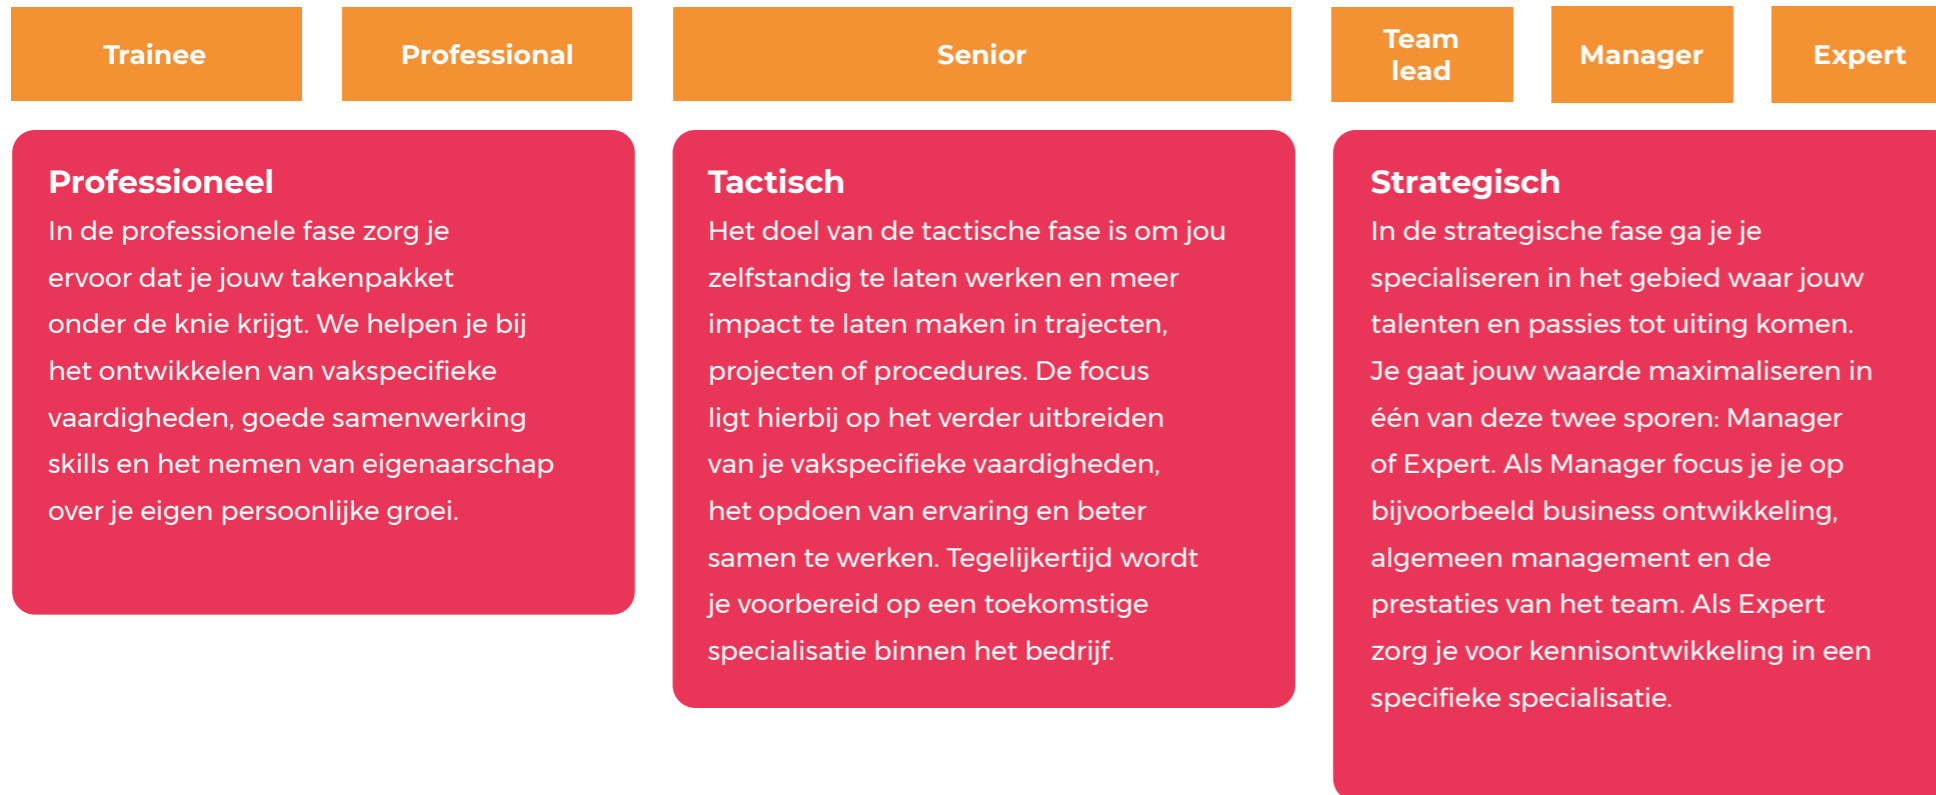 Trainee
Professional
Senior
Team
lead
Manager
Expert
Professioneel
In de professionele fase zorg je
ervoor dat je jouw takenpakket
onder de knie krijgt. We helpen je bij
het ontwikkelen van vakspecifieke
vaardigheden, goede samenwerking
skills en het nemen van eigenaarschap
over je eigen persoonlijke groei.
Tactisch
Het doel van de tactische fase is om jou
zelfstandig te laten werken en meer
impact te laten maken in trajecten,
projecten of procedures. De focus
ligt hierbij op het verder uitbreiden
van je vakspecifieke vaardigheden,
het opdoen van ervaring en beter
samen te werken. Tegelijkertijd wordt
je voorbereid op een toekomstige
specialisatie binnen het bedrijf.
Strategisch
In de strategische fase ga je je
specialiseren in het gebied waar jouw
talenten en passies tot uiting komen.
Je gaat jouw waarde maximaliseren in
één van deze twee sporen: Manager
of Expert. Als Manager focus je je op
bijvoorbeeld business ontwikkeling,
algemeen management en de
prestaties van het team. Als Expert
zorg je voor kennisontwikkeling in een
specifieke specialisatie.